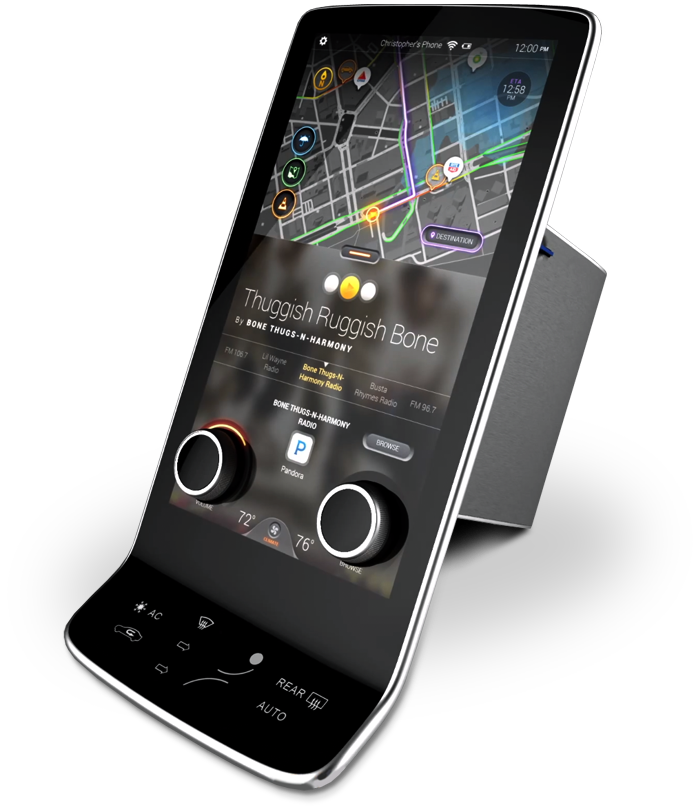 Christopher's Phone
12:00 PM
ETA
12:58
PM
N
DESTINATION
Thuggish Ruggish Bone
By BONE THUGS-N-HARMONY
FM 106.7
Lil Wayne
Radio
Bone Thugs-N-
Harmony Radio
Busta
Rhymes Radio
FM 96.7
BONE THUGS-N-HARMONY
RADIO
BROWSE
P
Pandora
VOLUME
72°
CLIMATE
76°
BROWSE
AC
REAR
AUTO